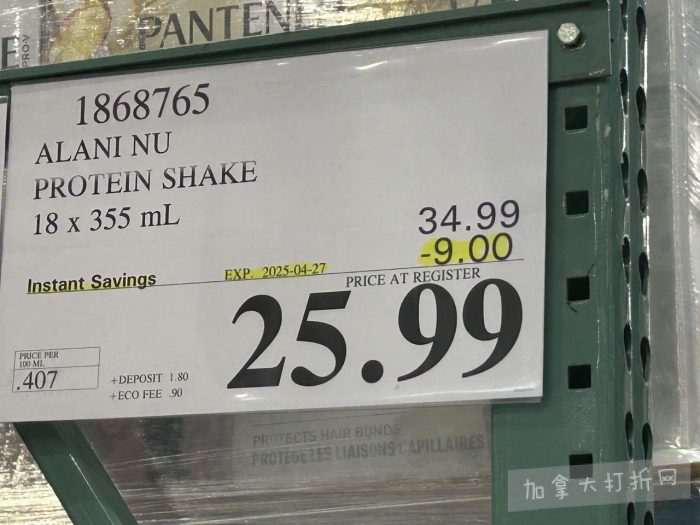 PANTEN
PRO-V
1868765
ALANI NU
PROTEIN SHAKE
18 x 355 mL
34.99
-9.00
Instant Savings
EXP. 2025-04-27
PRICE AT REGISTER
25.99
PRICE PER
100 ML
.407
+DEPOSIT 1.80
+ECO FEE .90
PROTECTS HAIR BONDS
PROTÈGE LES LIAISONS CAPILLAIRES
加拿大打折网